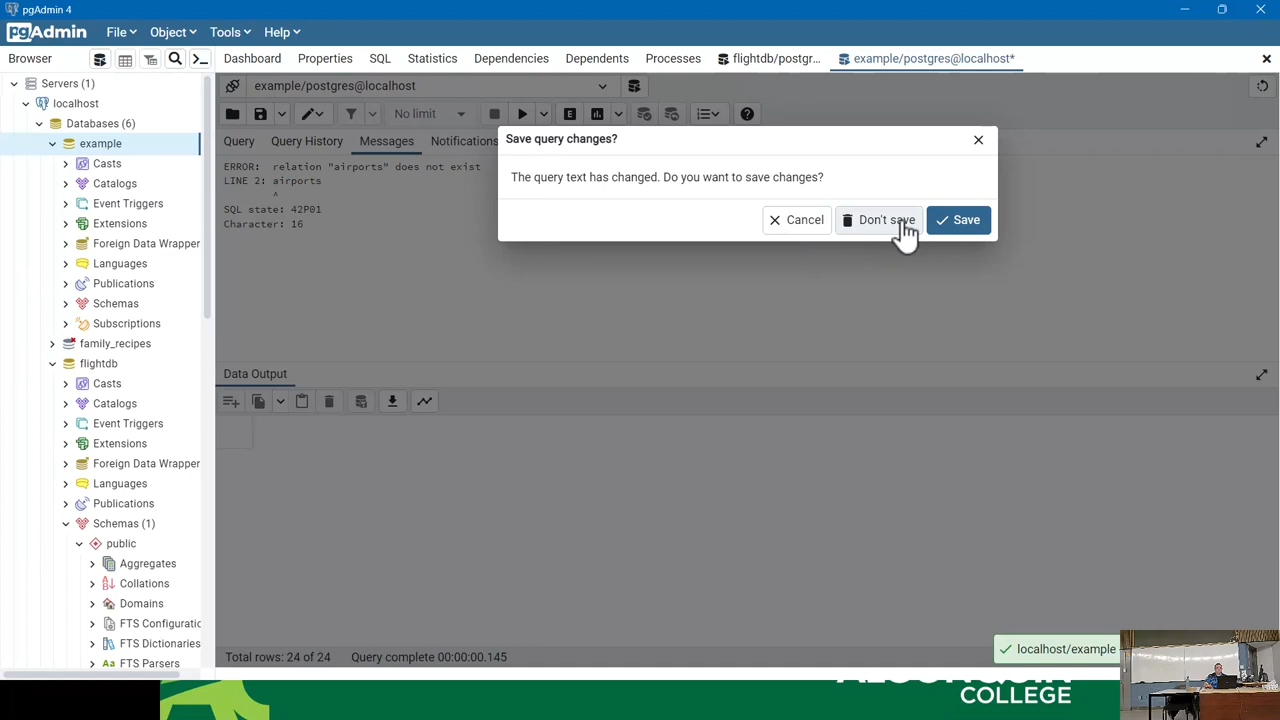 pgAdmin 4
pgAdmin
File
Object
Tools
Help
Browser
Dashboard
Properties
SQL
Statistics
Dependencies
Dependents
Processes
flightdb/postgr...
example/postgres@localhost*
Servers (1)
localhost
Databases (6)
example
Casts
Catalogs
Event Triggers
Extensions
Foreign Data Wrapper
Languages
Publications
Schemas
Subscriptions
family_recipes
flightdb
Casts
Catalogs
Event Triggers
Extensions
Foreign Data Wrapper
Languages
Publications
Schemas (1)
public
Aggregates
Collations
Domains
FTS Configuratic
FTS Dictionaries
FTS Parsers
example/postgres@localhost
No limit
Query
Query History
Messages
Notifications
ERROR:  relation "airports" does not exist
LINE 2: airports
^
SQL state: 42P01
Character: 16
Save query changes?
The query text has changed. Do you want to save changes?
Cancel
Don't save
Save
Data Output
Total rows: 24 of 24
Query complete 00:00:00.145
localhost/example
ALGONQUIN
COLLEGE